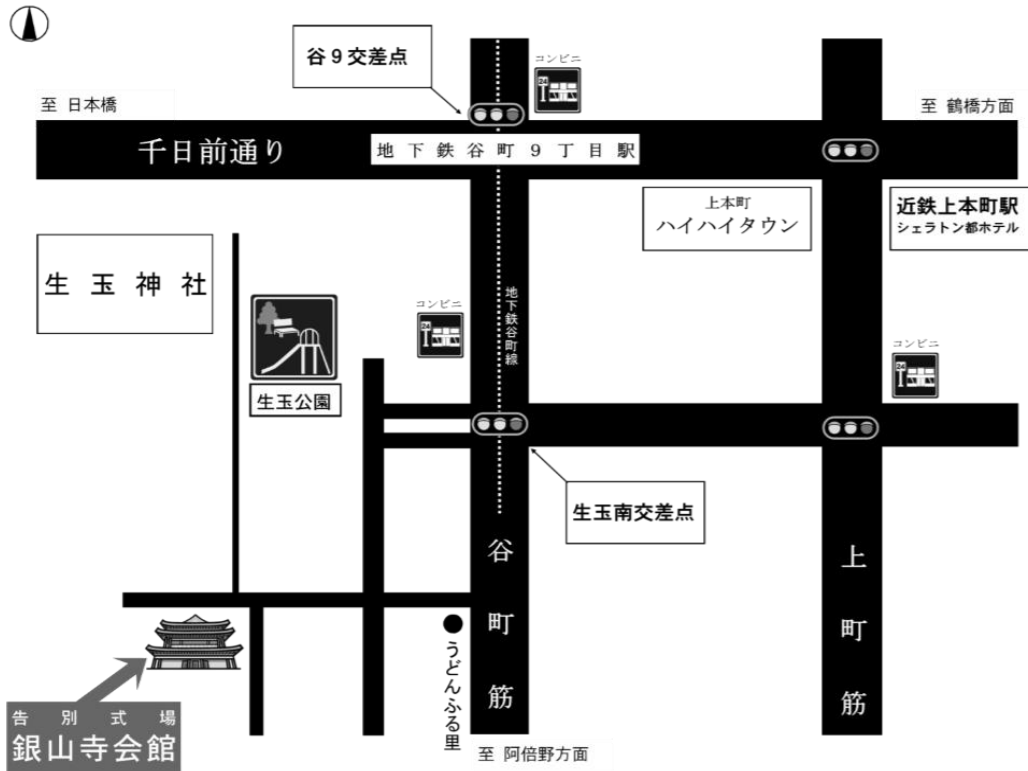 谷9交差点
コンビニ
24
至 日本橋
至 鶴橋方面
千日前通り
地下鉄谷町9丁目駅
上本町
ハイハイタウン
近鉄上本町駅
シェラトン都ホテル
生玉神社
地下鉄谷町線
コンビニ
24
コンビニ
24
生玉公園
生玉南交差点
谷町筋
上町筋
うどんふる里
告別式場
銀山寺会館
至 阿倍野方面